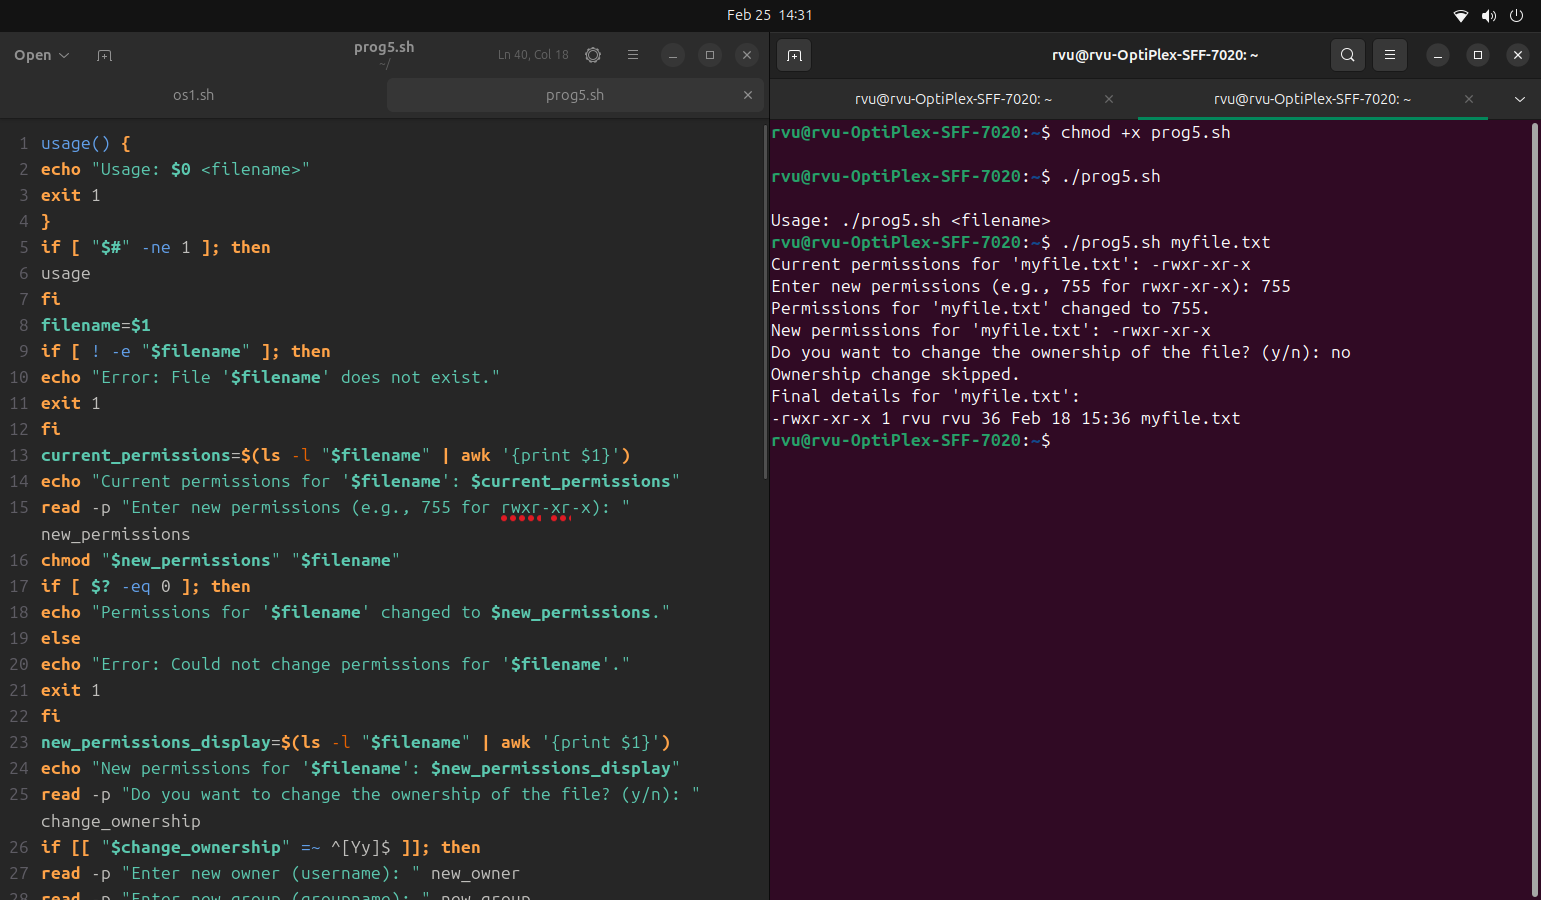 Feb 25 14:31
Open
prog5.sh
~/
Ln 40, Col 18
os1.sh
prog5.sh
1 usage() {
2 echo "Usage: $0 <filename>"
3 exit 1
4 }
5 if [ "$#" -ne 1 ]; then
6 usage
7 fi
8 filename=$1
9 if [ ! -e "$filename" ]; then
10 echo "Error: File '$filename' does not exist."
11 exit 1
12 fi
13 current_permissions=$(ls -l "$filename" | awk '{print $1}')
14 echo "Current permissions for '$filename': $current_permissions"
15 read -p "Enter new permissions (e.g., 755 for rwxr-xr-x): "
new_permissions
16 chmod "$new_permissions" "$filename"
17 if [ $? -eq 0 ]; then
18 echo "Permissions for '$filename' changed to $new_permissions."
19 else
20 echo "Error: Could not change permissions for '$filename'."
21 exit 1
22 fi
23 new_permissions_display=$(ls -l "$filename" | awk '{print $1}')
24 echo "New permissions for '$filename': $new_permissions_display"
25 read -p "Do you want to change the ownership of the file? (y/n): "
change_ownership
26 if [[ "$change_ownership" =~ ^[Yy]$ ]]; then
27 read -p "Enter new owner (username): " new_owner
28 read -p "Enter new group (groupname): " new_group
rvu@rvu-OptiPlex-SFF-7020: ~
rvu@rvu-OptiPlex-SFF-7020: ~
rvu@rvu-OptiPlex-SFF-7020: ~
rvu@rvu-OptiPlex-SFF-7020:~$ chmod +x prog5.sh
rvu@rvu-OptiPlex-SFF-7020:~$ ./prog5.sh
Usage: ./prog5.sh <filename>
rvu@rvu-OptiPlex-SFF-7020:~$ ./prog5.sh myfile.txt
Current permissions for 'myfile.txt': -rwxr-xr-x
Enter new permissions (e.g., 755 for rwxr-xr-x): 755
Permissions for 'myfile.txt' changed to 755.
New permissions for 'myfile.txt': -rwxr-xr-x
Do you want to change the ownership of the file? (y/n): no
Ownership change skipped.
Final details for 'myfile.txt':
-rwxr-xr-x 1 rvu rvu 36 Feb 18 15:36 myfile.txt
rvu@rvu-OptiPlex-SFF-7020:~$